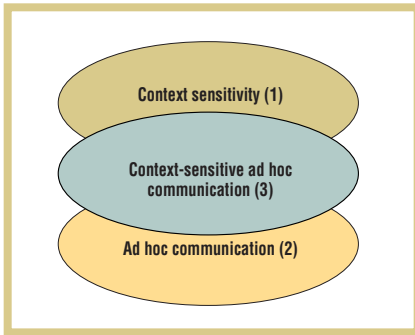 Context sensitivity (1)
Context-sensitive ad hoc
communication (3)
Ad hoc communication (2)